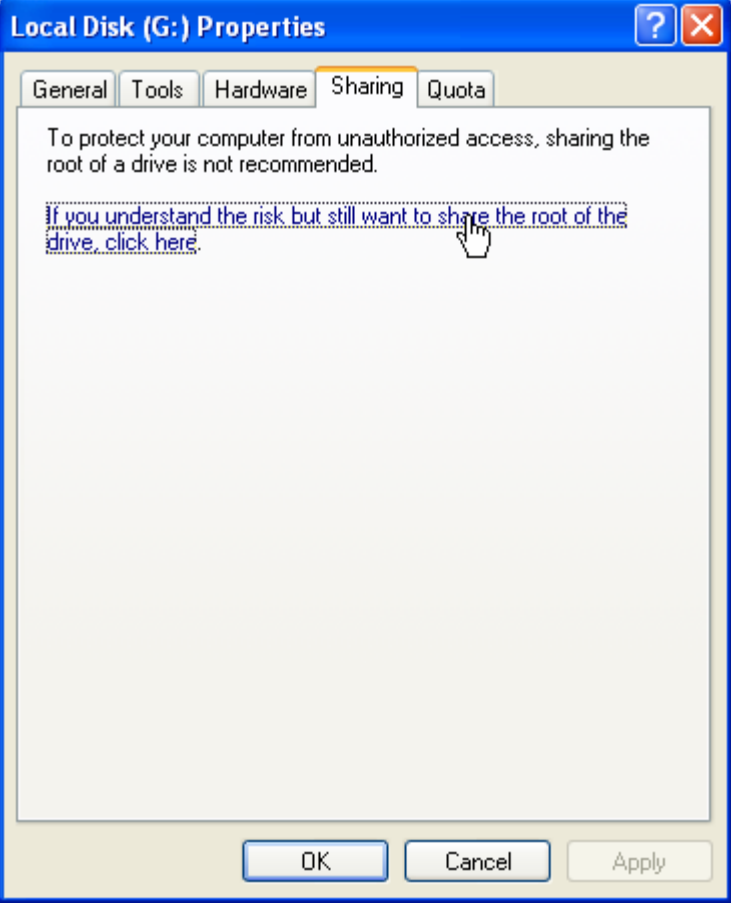 Local Disk (G:) Properties
General Tools Hardware Sharing Quota
To protect your computer from unauthorized access, sharing the
root of a drive is not recommended.
If you understand the risk but still want to share the root of the
drive, click here.
OK Cancel Apply